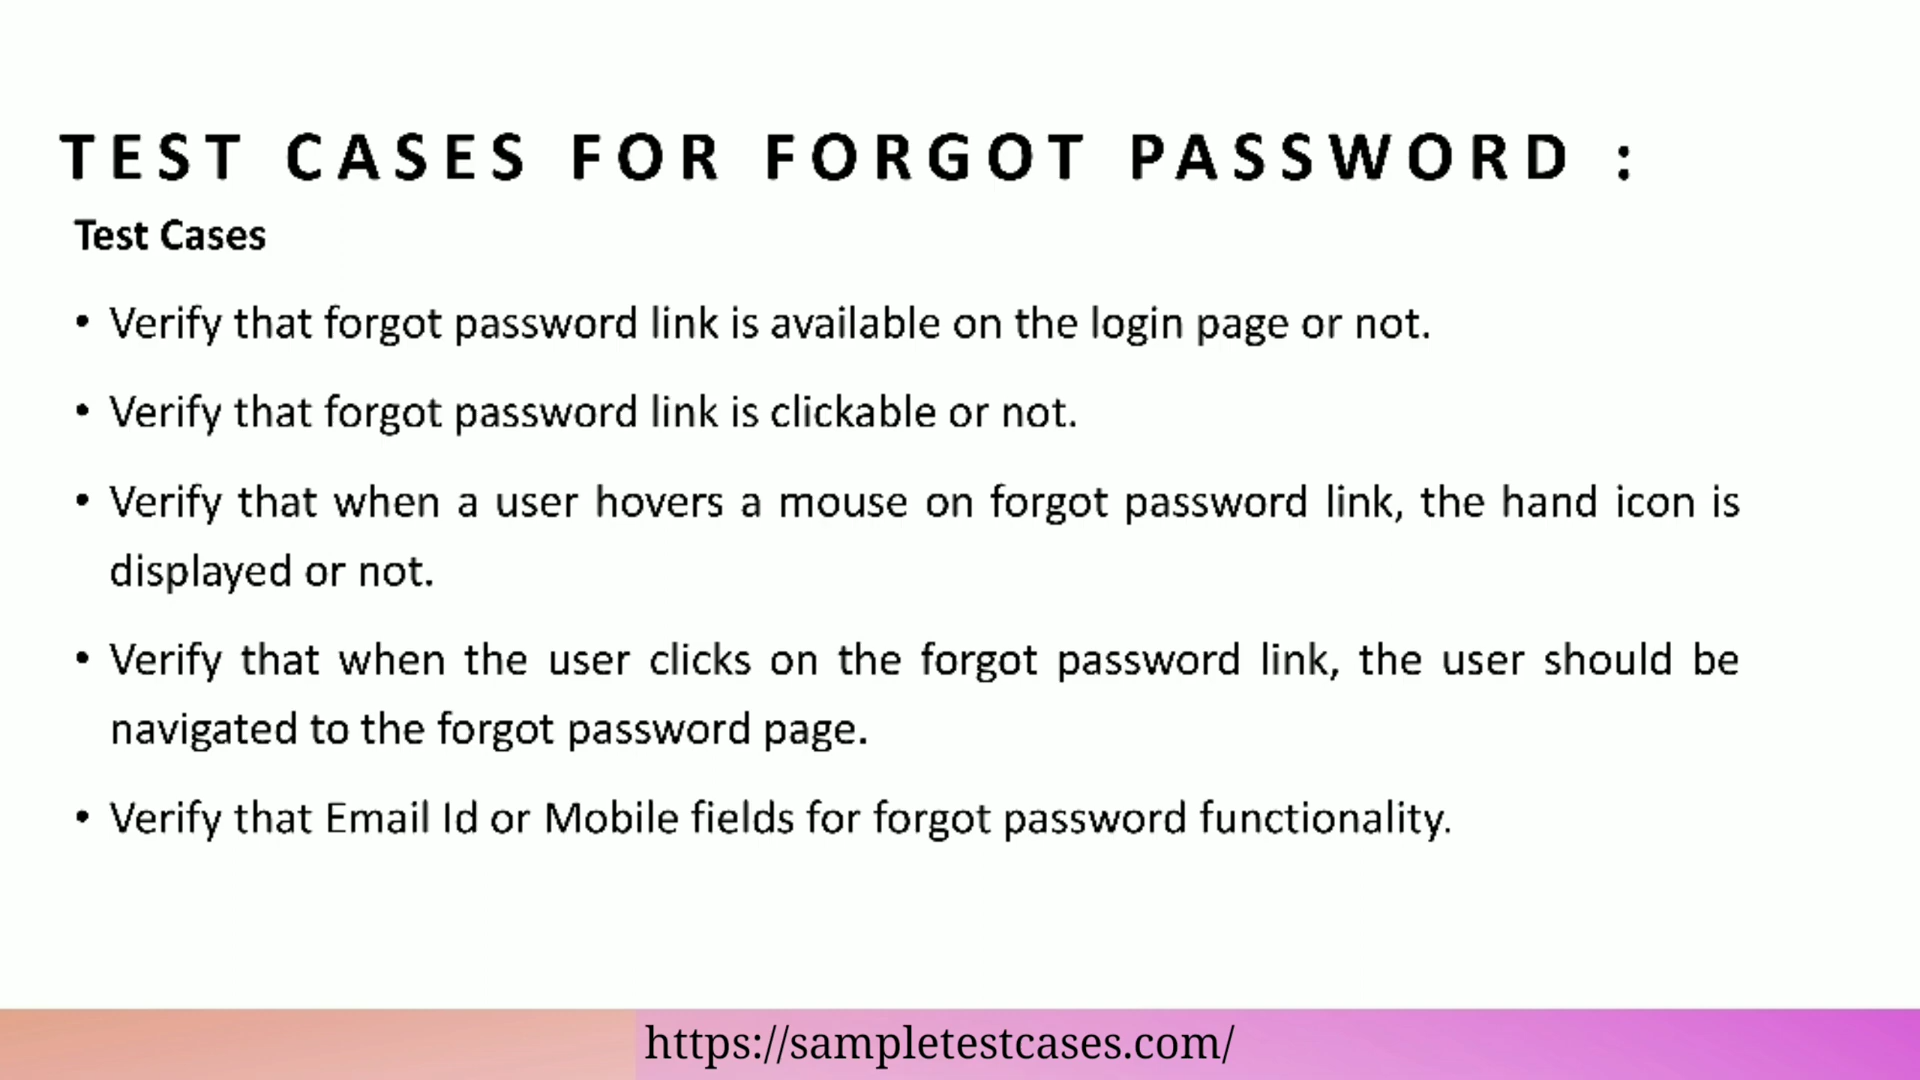 TEST CASES FOR FORGOT PASSWORD :
Test Cases
• Verify that forgot password link is available on the login page or not.
• Verify that forgot password link is clickable or not.
• Verify that when a user hovers a mouse on forgot password link, the hand icon is
displayed or not.
• Verify that when the user clicks on the forgot password link, the user should be
navigated to the forgot password page.
• Verify that Email Id or Mobile fields for forgot password functionality.
https://sampletestcases.com/